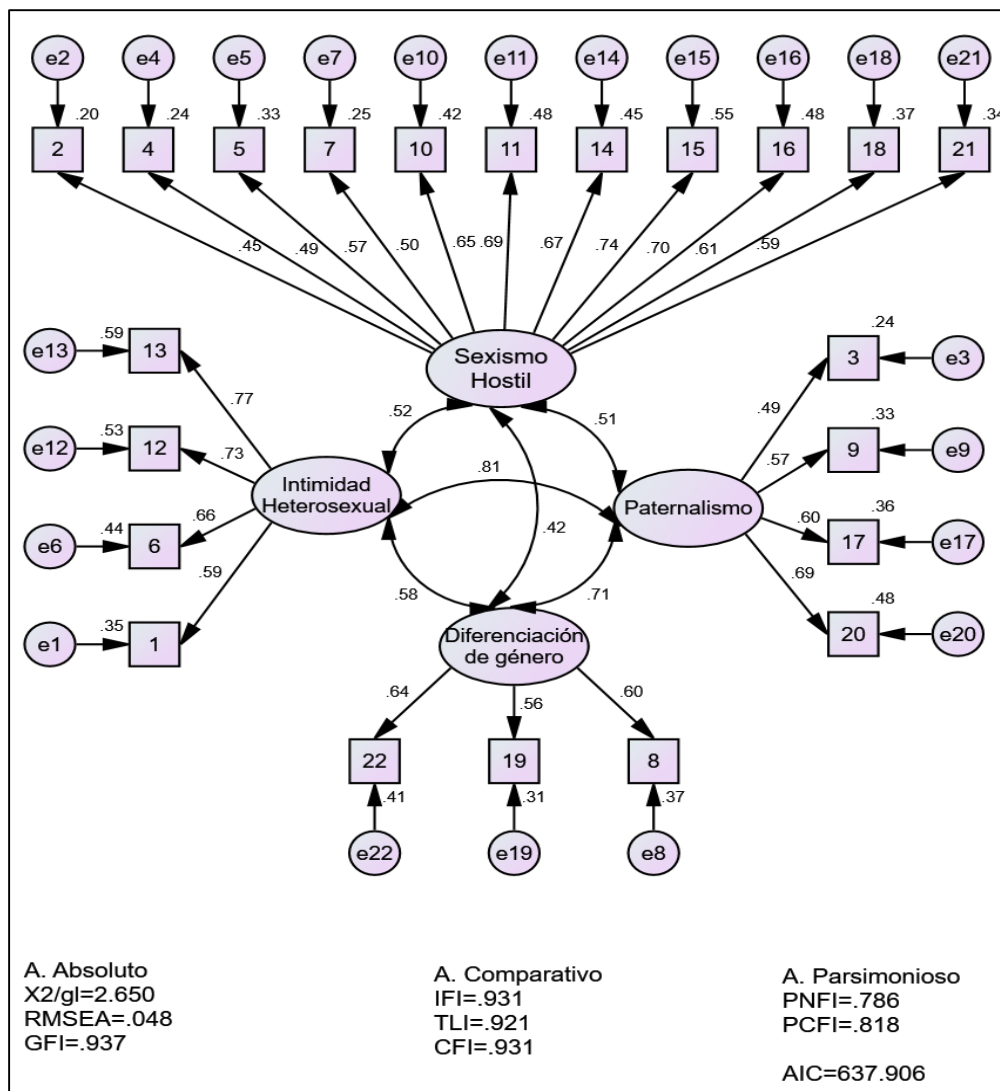 e2 e4 e5 e7 e10 e11 e14 e15 e16 e18 e21
.20 .24 .33 .25 .42 .48 .45 .55 .48 .37 .34
2 4 5 7 10 11 14 15 16 18 21
.45 .49 .57 .50 .65 .69 .67 .74 .70 .61 .59
Sexismo
Hostil
e13 .59 13
.77
e12 .53 12
.73
Intimidad
Heterosexual
e6 .44 6
.66
.59
e1 .35 1
.52 .51
.81
.42
.58 .71
.24
3 e3
.49
.33
9 e9
.57
Paternalismo
.36
.60 17 e17
.69
.48
20 e20
Diferenciación
de género
.64 .56 .60
22 19 8
.41 .31 .37
e22 e19 e8
A. Absoluto
X2/gl=2.650
RMSEA=.048
GFI=.937
A. Comparativo
IFI=.931
TLI=.921
CFI=.931
A. Parsimonioso
PNFI=.786
PCFI=.818
AIC=637.906